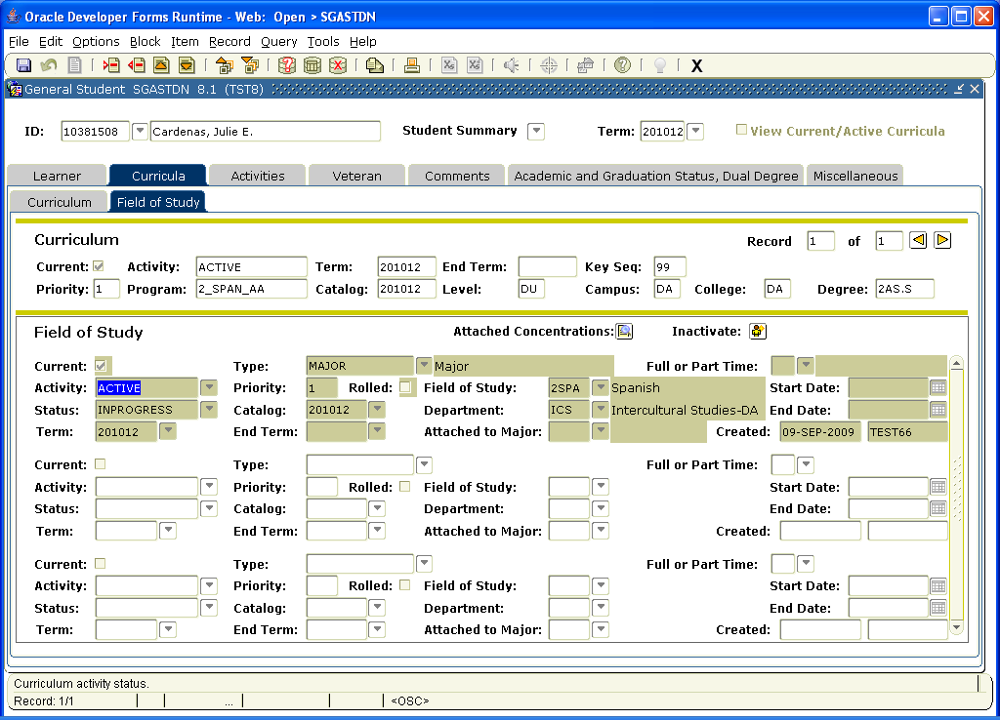 Oracle Developer Forms Runtime - Web: Open > SGASTDN
File Edit Options Block Item Record Query Tools Help
X
General Student SGASTDN 8.1 (TST8)
ID: 10381508 Cardenas, Julie E. Student Summary Term: 201012 View Current/Active Curricula
Learner Curricula Activities Veteran Comments Academic and Graduation Status, Dual Degree Miscellaneous
Curriculum Field of Study
Curriculum Record 1 of 1
Current: Activity: ACTIVE Term: 201012 End Term: Key Seq: 99
Priority: 1 Program: 2_SPAN_AA Catalog: 201012 Level: DU Campus: DA College: DA Degree: 2AS.S
Field of Study Attached Concentrations: Inactivate:
Current: Type: MAJOR Major Full or Part Time:
Activity: ACTIVE Priority: 1 Rolled: Field of Study: 2SPA Spanish Start Date:
Status: INPROGRESS Catalog: 201012 Department: ICS Intercultural Studies-DA End Date:
Term: 201012 End Term: Attached to Major: Created: 09-SEP-2009 TEST66
Current: Type: Full or Part Time:
Activity: Priority: Rolled: Field of Study: Start Date:
Status: Catalog: Department: End Date:
Term: End Term: Attached to Major: Created:
Current: Type: Full or Part Time:
Activity: Priority: Rolled: Field of Study: Start Date:
Status: Catalog: Department: End Date:
Term: End Term: Attached to Major: Created:
Curriculum activity status.
Record: 1/1 ... <OSC>